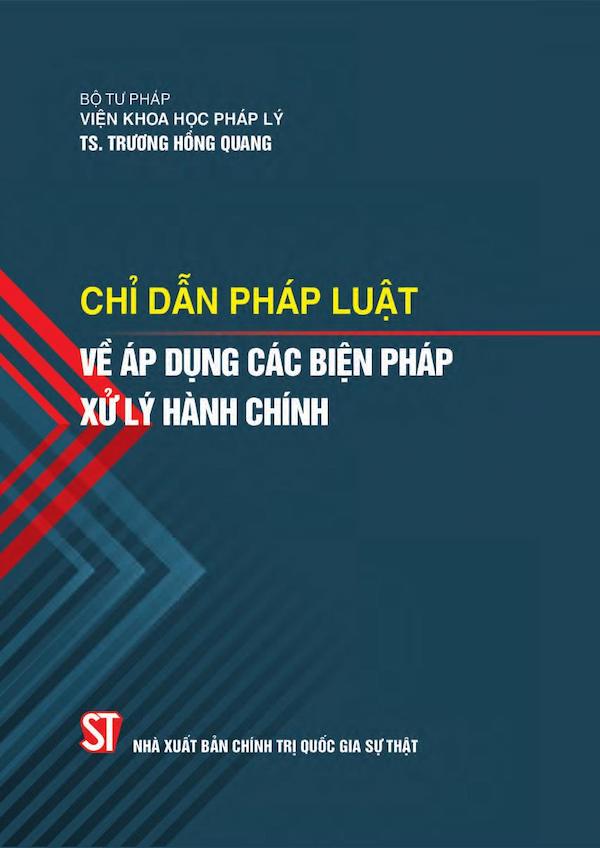 BỘ TƯ PHÁP
VIỆN KHOA HỌC PHÁP LÝ
TS. TRƯƠNG HỒNG QUANG
CHỈ DẪN PHÁP LUẬT
VỀ ÁP DỤNG CÁC BIỆN PHÁP
XỬ LÝ HÀNH CHÍNH
ST
NHÀ XUẤT BẢN CHÍNH TRỊ QUỐC GIA SỰ THẬT